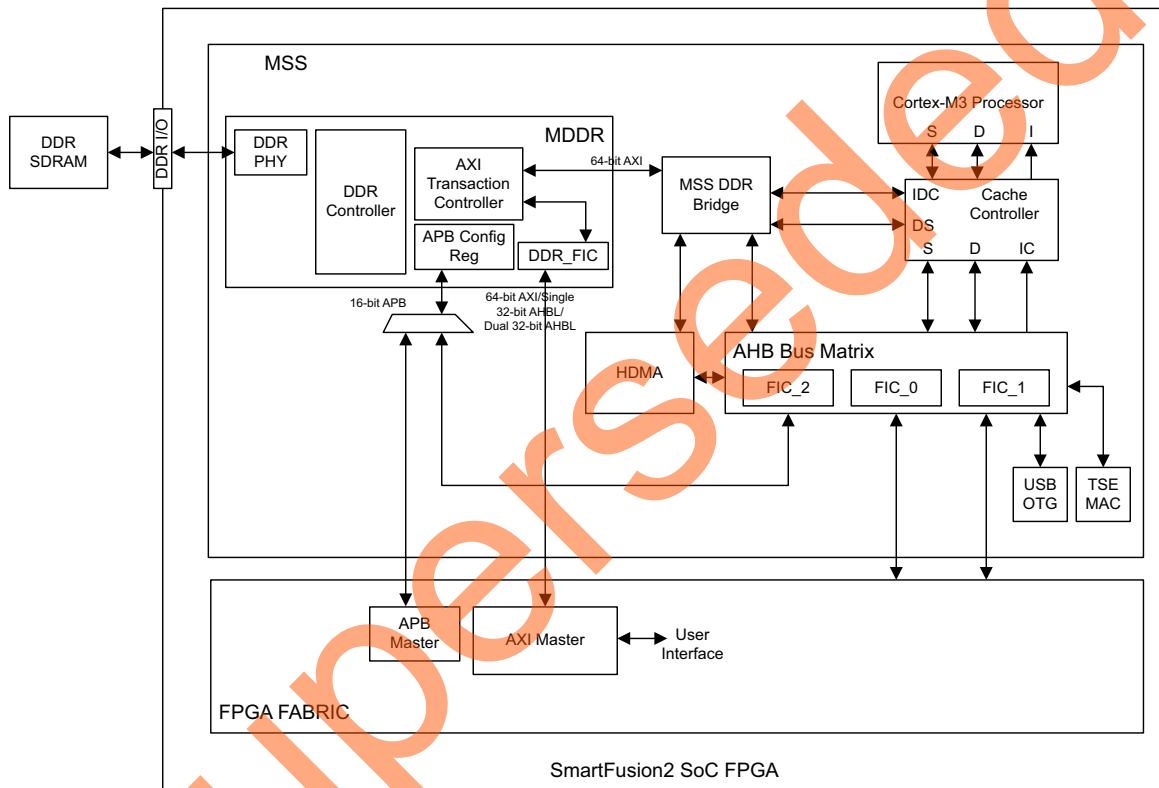 MSS
Cortex-M3 Processor
S D I
DDR
SDRAM
DDR I/O
DDR
PHY
MDDR
DDR
Controller
AXI
Transaction
Controller
64-bit AXI
MSS DDR
Bridge
IDC
Cache
Controller
DS
S D IC
APB Config
Reg
DDR_FIC
16-bit APB
64-bit AXI/Single
32-bit AHBL/
Dual 32-bit AHBL
HDMA
AHB Bus Matrix
FIC_2
FIC_0
FIC_1
USB
OTG
TSE
MAC
APB
Master
AXI Master
User
Interface
FPGA FABRIC
SmartFusion2 SoC FPGA
uperseded